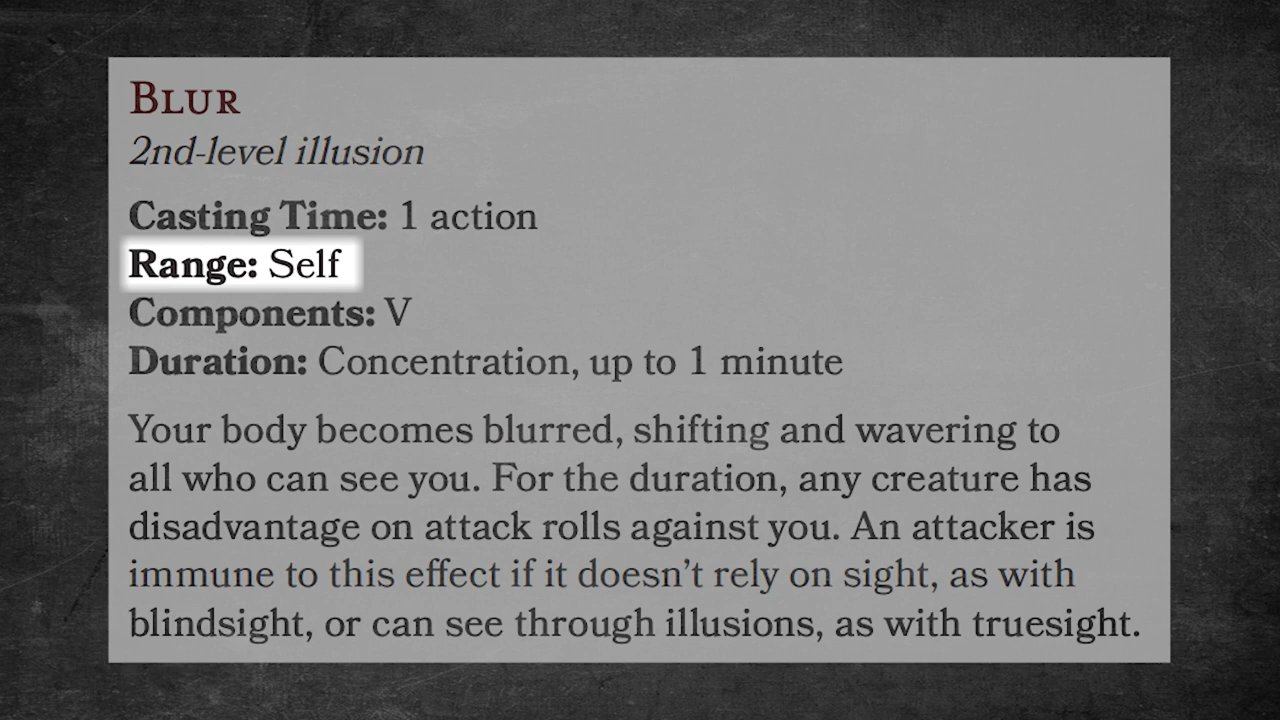 BLUR
2nd-level illusion
Casting Time: 1 action
Range: Self
Components: V
Duration: Concentration, up to 1 minute
Your body becomes blurred, shifting and wavering to
all who can see you. For the duration, any creature has
disadvantage on attack rolls against you. An attacker is
immune to this effect if it doesn’t rely on sight, as with
blindsight, or can see through illusions, as with truesight.